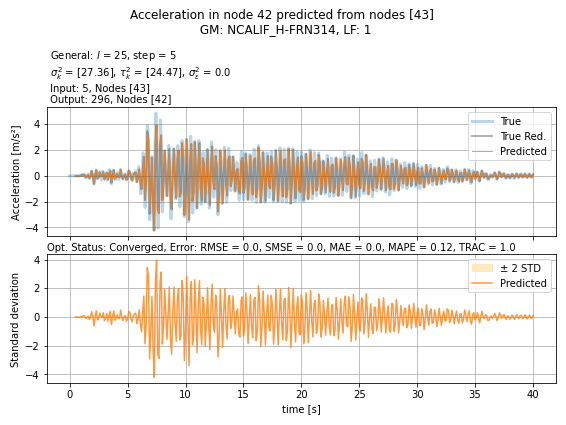 Acceleration in node 42 predicted from nodes [43]
GM: NCALIF_H-FRN314, LF: 1
General: l = 25, step = 5
σ²ₖ = [27.36], τ²ₖ = [24.47], σ²ε = 0.0
Input: 5, Nodes [43]
Output: 296, Nodes [42]
Acceleration [m/s²]
4
2
0
−2
−4
True
True Red.
Predicted
Opt. Status: Converged, Error: RMSE = 0.0, SMSE = 0.0, MAE = 0.0, MAPE = 0.12, TRAC = 1.0
Standard deviation
4
2
0
−2
−4
± 2 STD
Predicted
0 5 10 15 20 25 30 35 40
time [s]